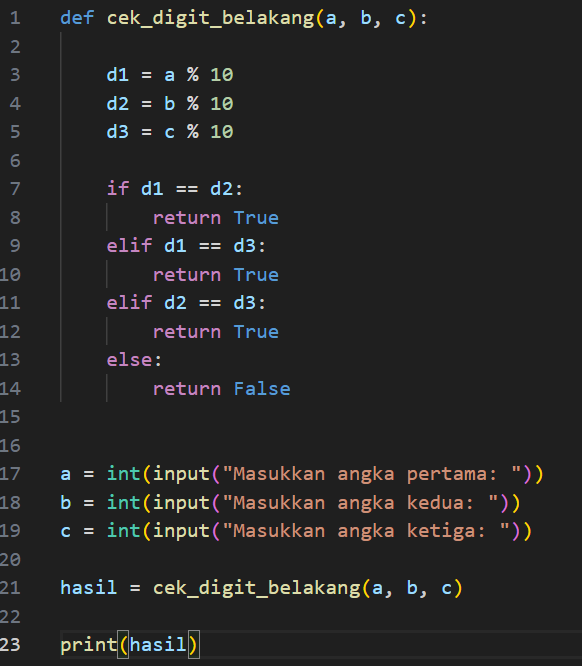 1 def cek_digit_belakang(a, b, c):
2
3     d1 = a % 10
4     d2 = b % 10
5     d3 = c % 10
6
7     if d1 == d2:
8         return True
9     elif d1 == d3:
10         return True
11     elif d2 == d3:
12         return True
13     else:
14         return False
15
16
17 a = int(input("Masukkan angka pertama: "))
18 b = int(input("Masukkan angka kedua: "))
19 c = int(input("Masukkan angka ketiga: "))
20
21 hasil = cek_digit_belakang(a, b, c)
22
23 print(hasil)